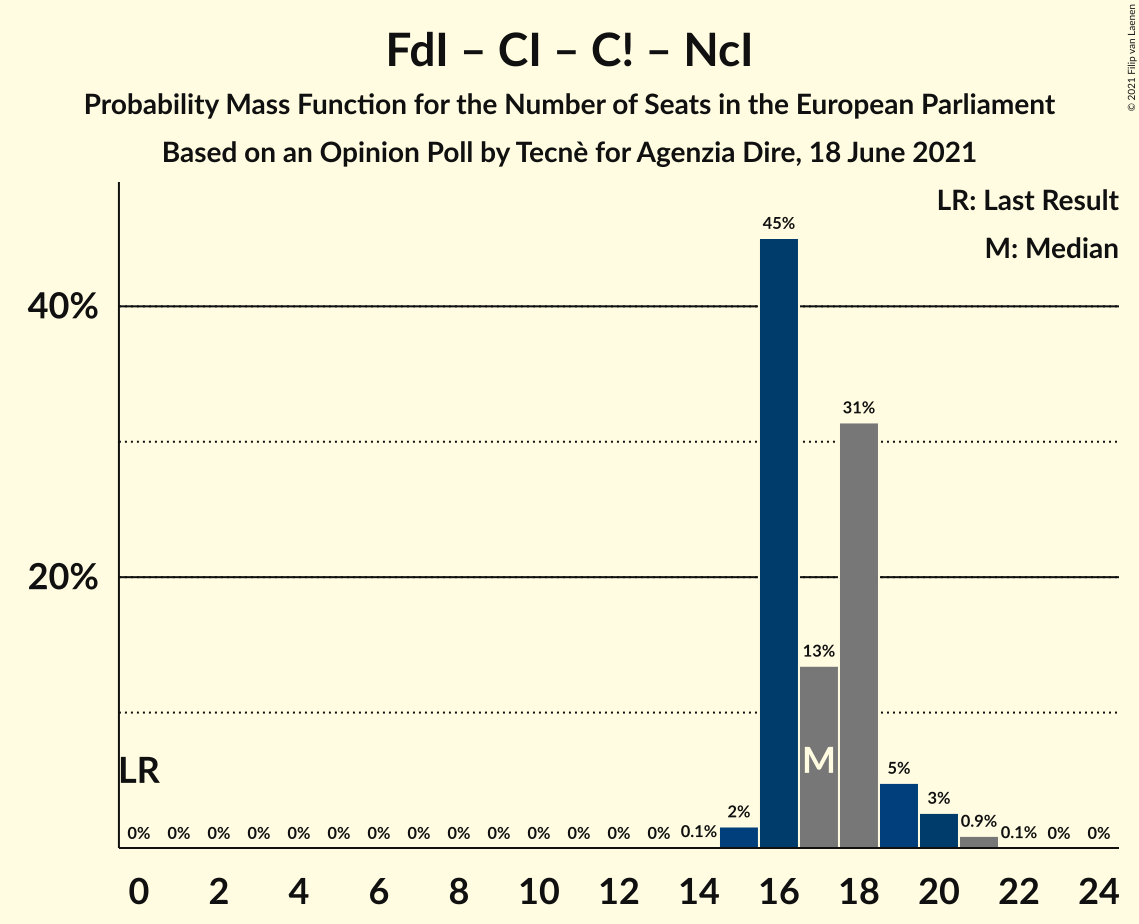 FdI – CI – C! – NcI
Probability Mass Function for the Number of Seats in the European Parliament
Based on an Opinion Poll by Tecnè for Agenzia Dire, 18 June 2021
© 2021 Filip van Laenen
LR: Last Result
M: Median
45%
40%
31%
20%
13%
M
LR
5%
2%
3%
0% 0% 0% 0% 0% 0% 0% 0% 0% 0% 0% 0% 0% 0% 0.1% 0.9% 0.1% 0% 0%
0 2 4 6 8 10 12 14 16 18 20 22 24